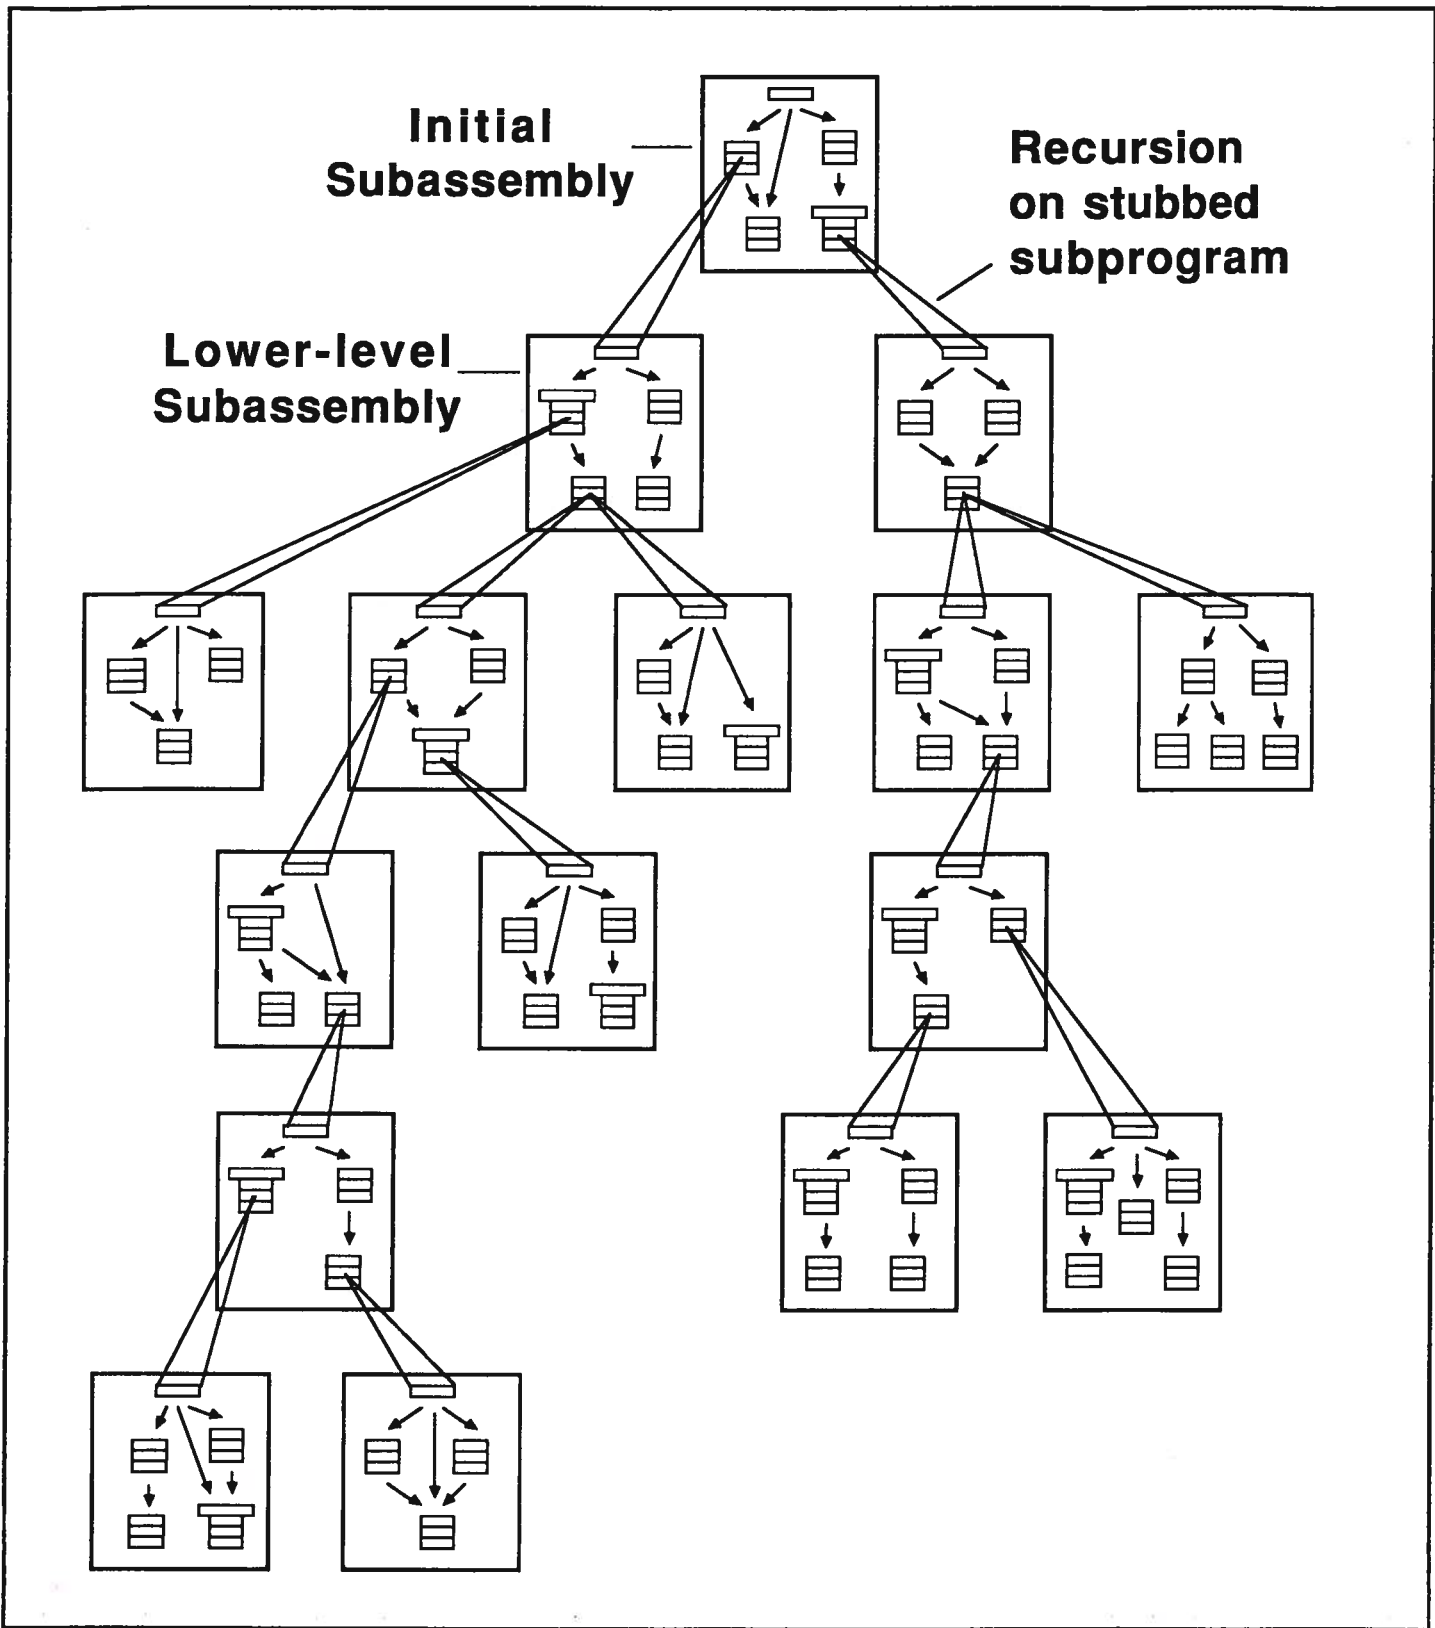 Initial
Subassembly
Recursion
on stubbed
subprogram
Lower-level
Subassembly